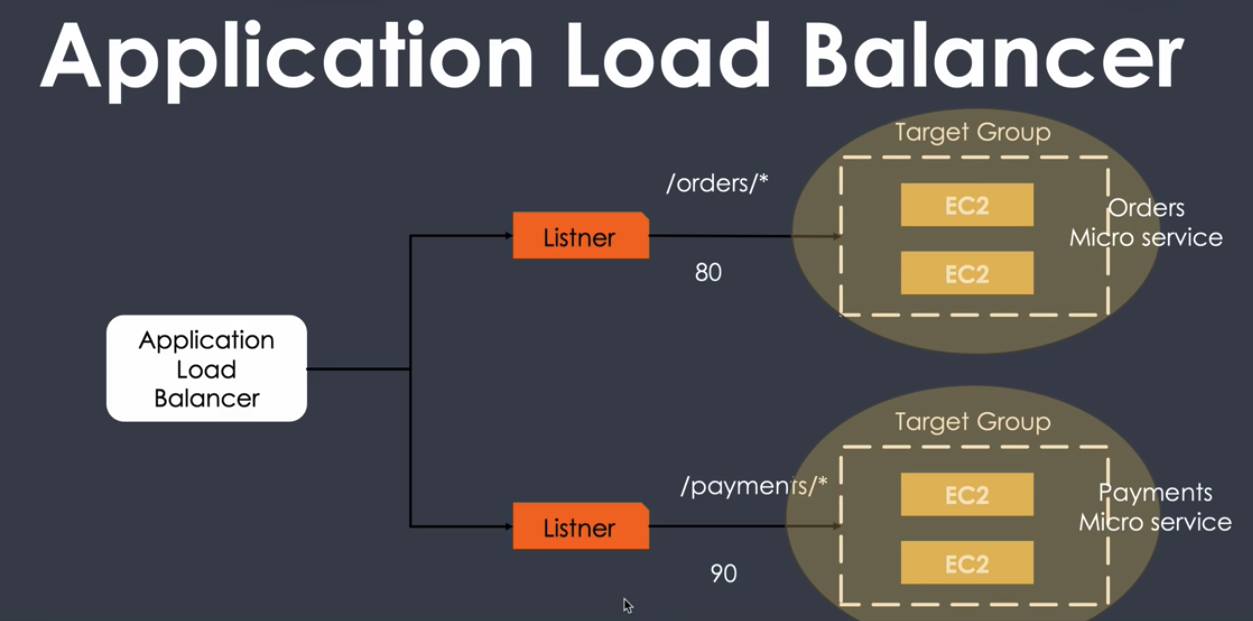 Application Load Balancer
Target Group
/orders/*
EC2
Orders
Listner
Micro service
80
EC2
Application
Load
Balancer
Target Group
/payments/*
EC2
Payments
Listner
Micro service
90
EC2